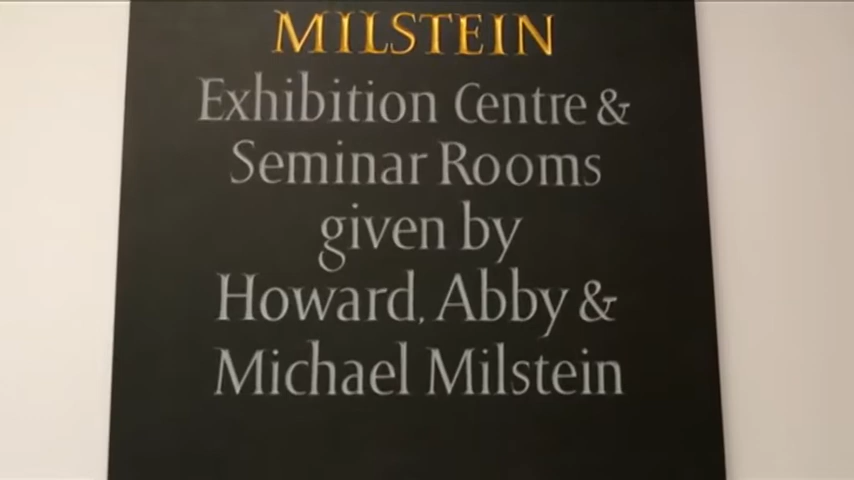 MILSTEIN
Exhibition Centre &
Seminar Rooms
given by
Howard, Abby &
Michael Milstein